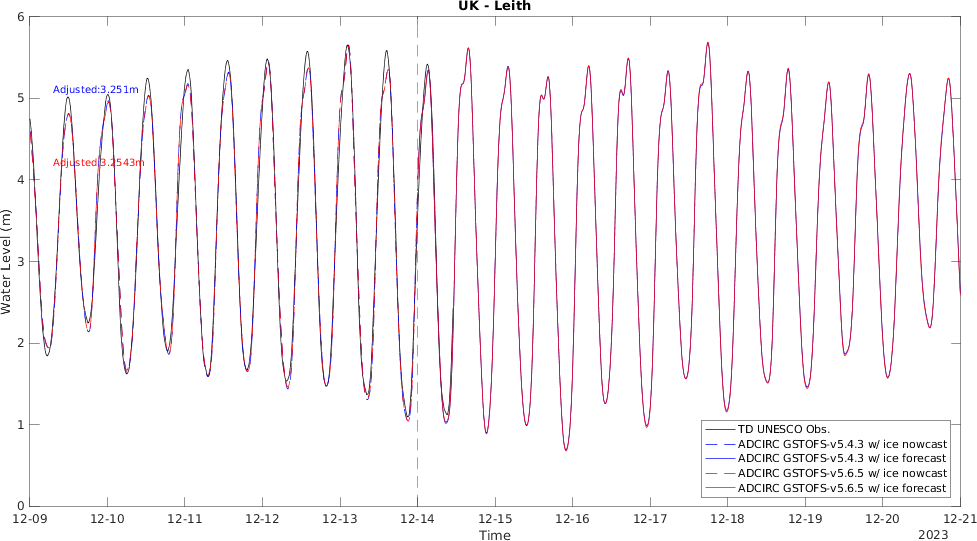 UK - Leith
6
5
4
3
2
1
0
Water Level (m)
Adjusted:3.251m
Adjusted:3.2543m
TD UNESCO Obs.
ADCIRC GSTOFS-v5.4.3 w/ ice nowcast
ADCIRC GSTOFS-v5.4.3 w/ ice forecast
ADCIRC GSTOFS-v5.6.5 w/ ice nowcast
ADCIRC GSTOFS-v5.6.5 w/ ice forecast
12-09 12-10 12-11 12-12 12-13 12-14 12-15 12-16 12-17 12-18 12-19 12-20 12-21
Time
2023